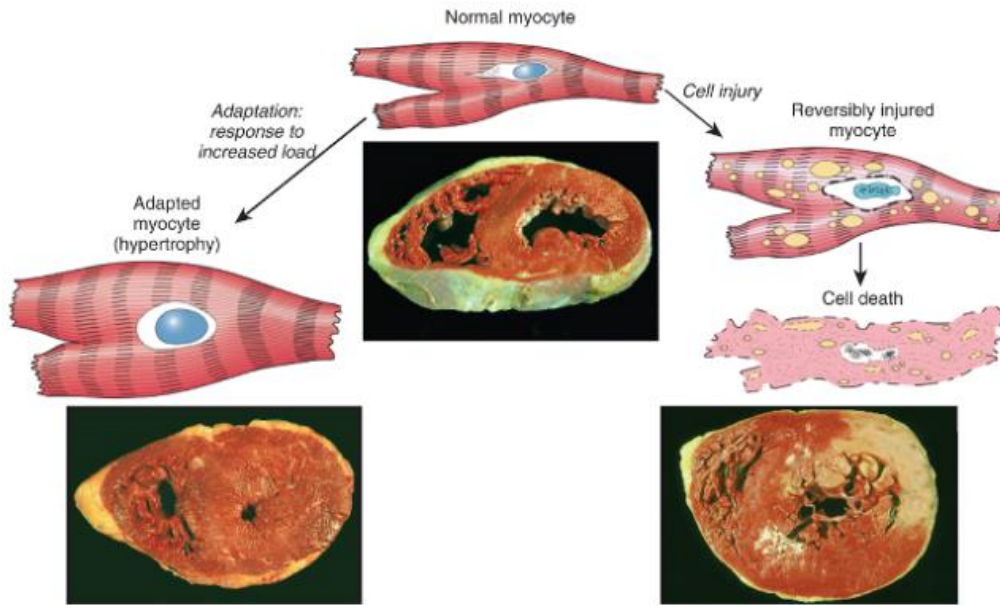 Normal myocyte
Adaptation:
response to
increased load
Cell injury
Reversibly injured
myocyte
Adapted
myocyte
(hypertrophy)
Cell death